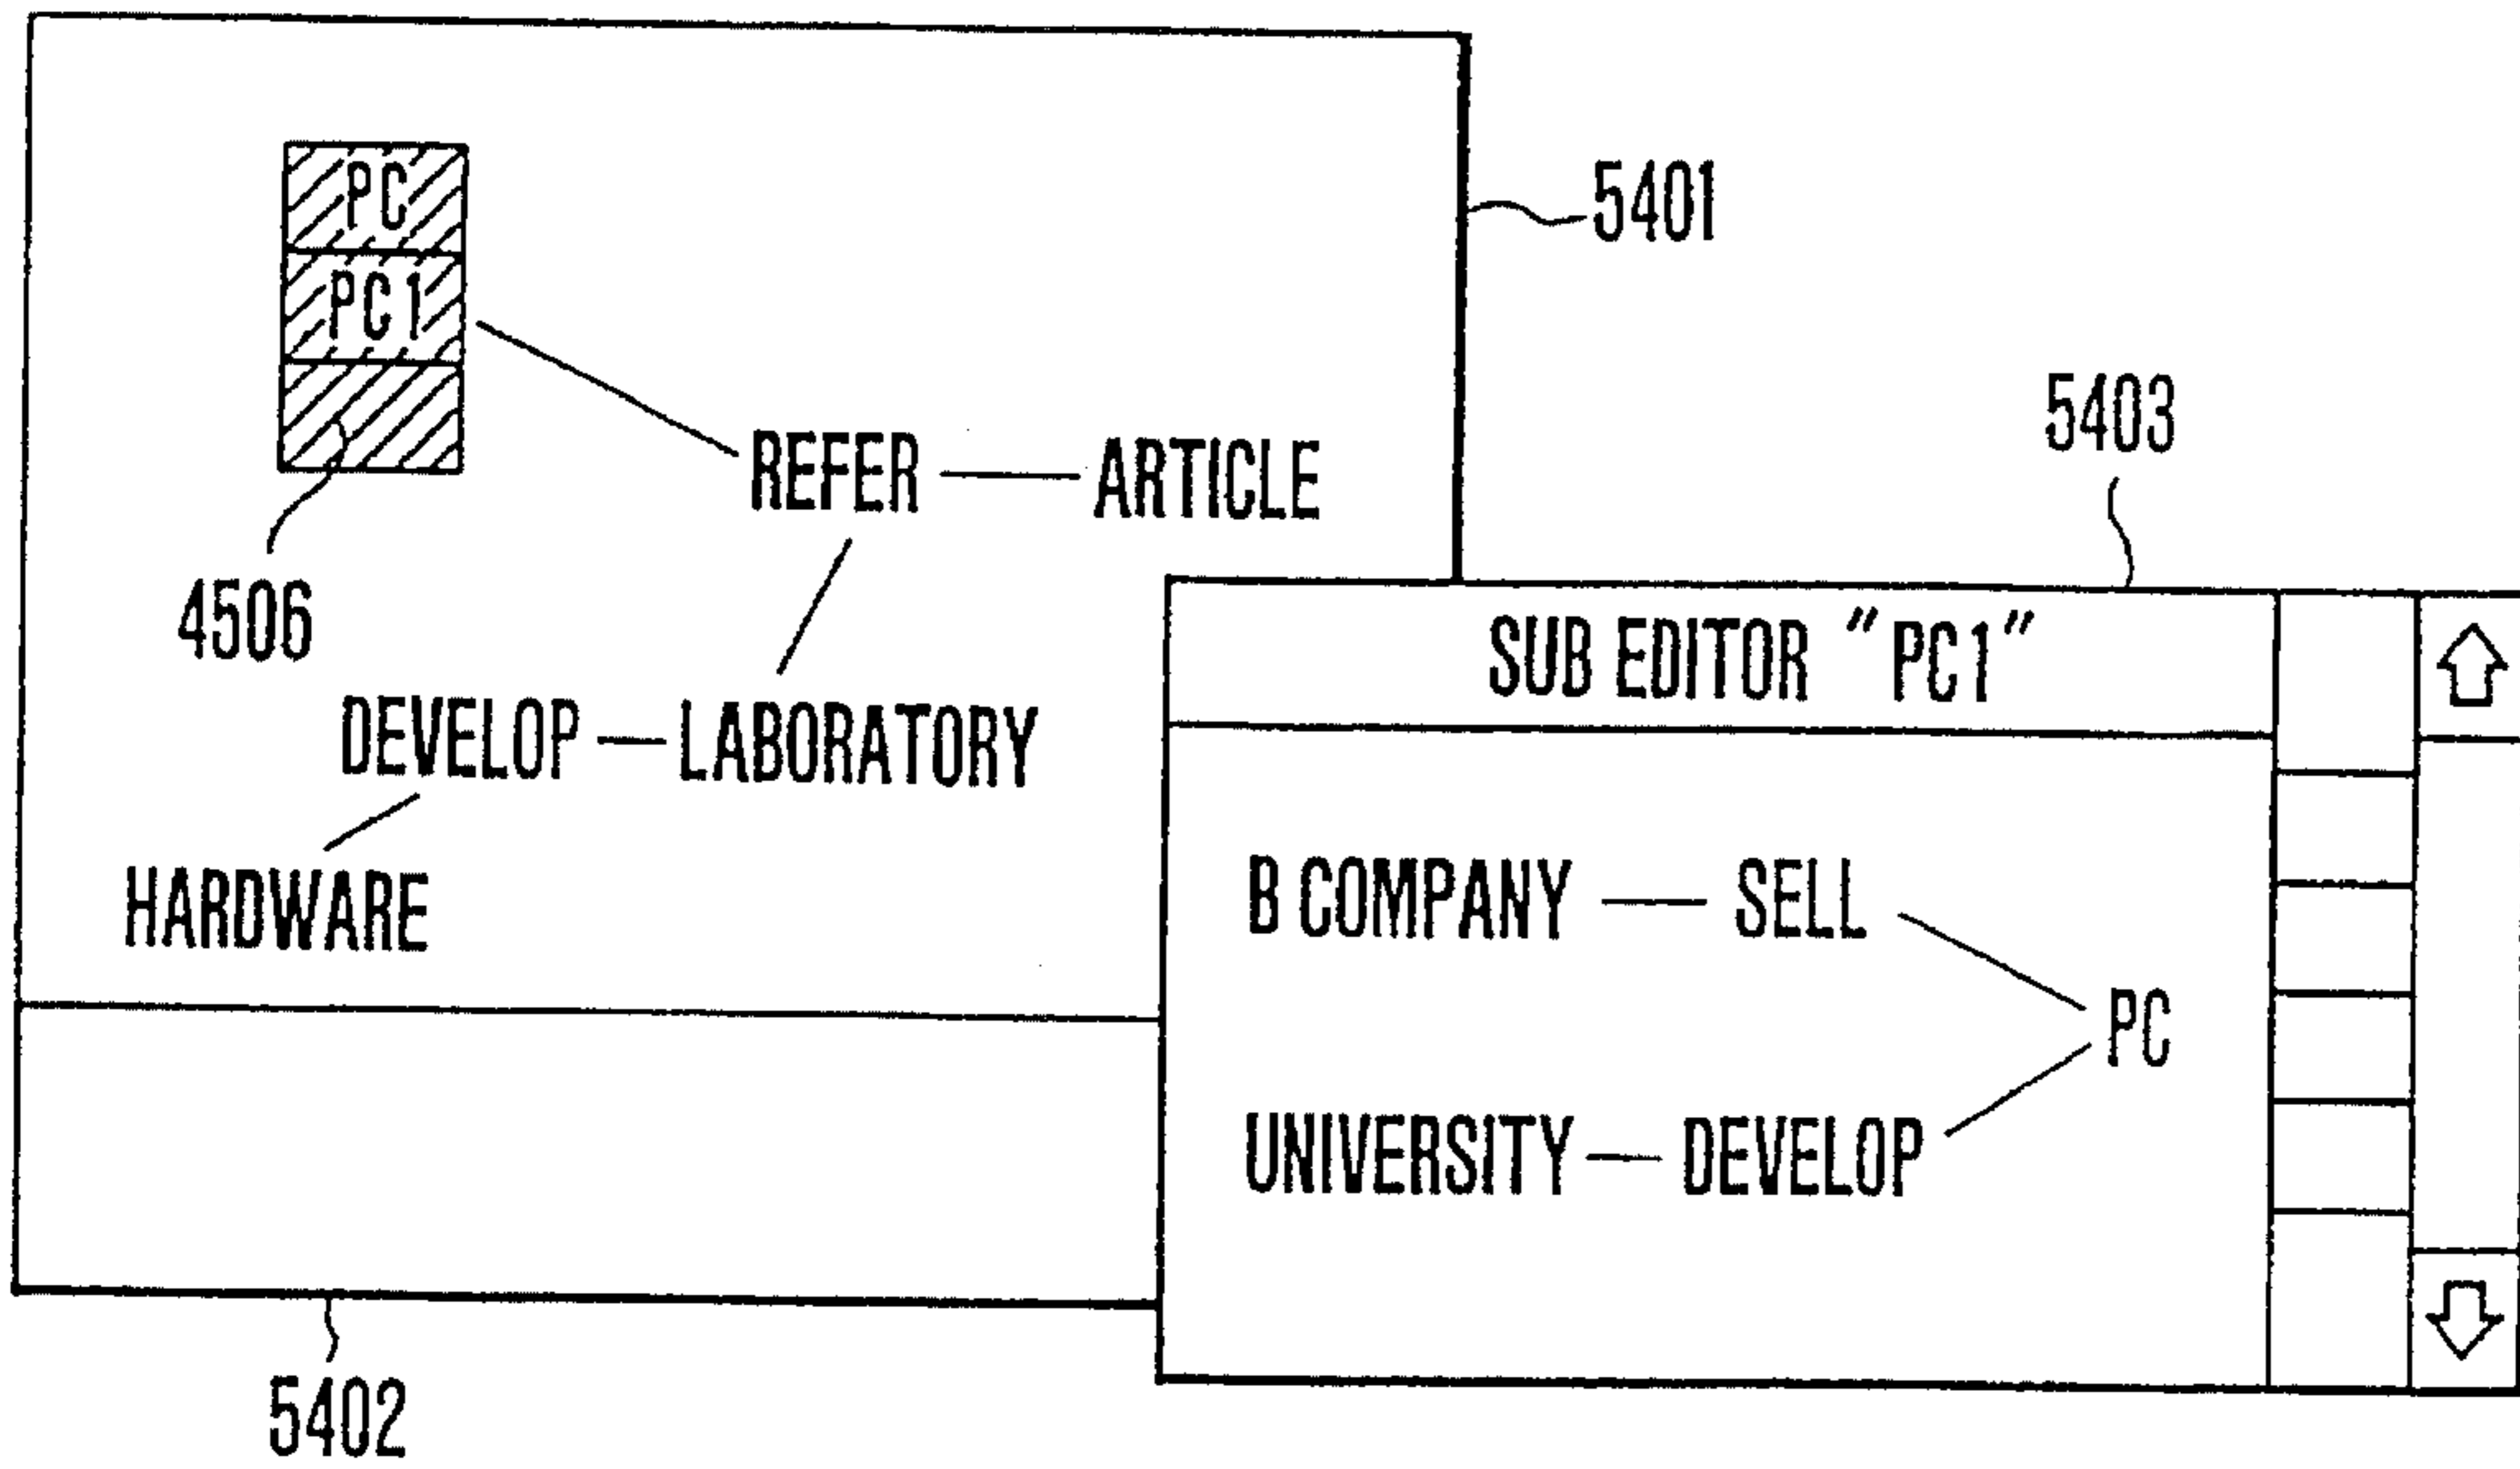 PC
PC1
5401
5403
REFER — ARTICLE
4506
SUB EDITOR "PC1"
DEVELOP — LABORATORY
HARDWARE
B COMPANY — SELL
PC
UNIVERSITY — DEVELOP
5402